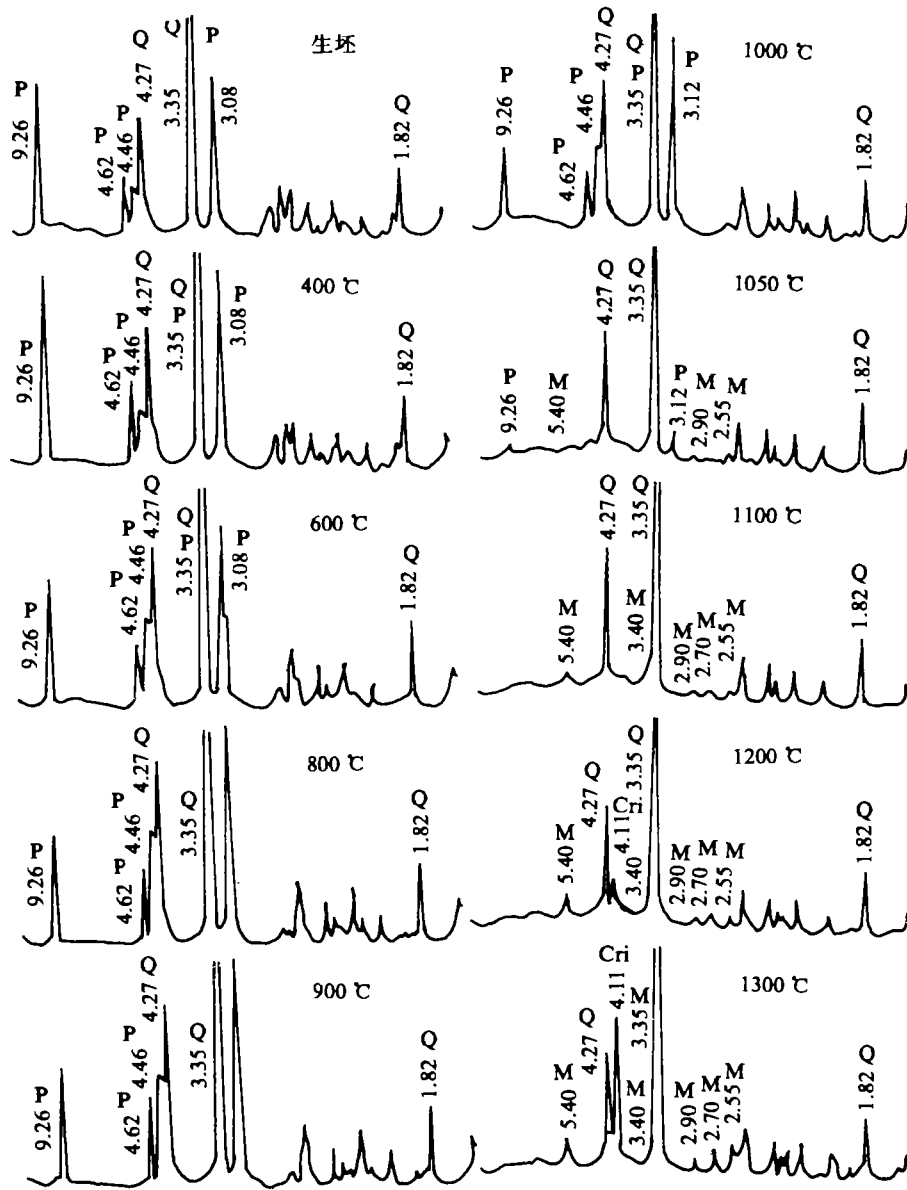 生坯
P 9.26
P 4.62
P 4.46
Q 4.27
Q 3.35
P 3.08
Q 1.82
400 ℃
P 9.26
P 4.62
P 4.46
Q 4.27
Q P 3.35
P 3.08
Q 1.82
600 ℃
P 9.26
P 4.62
P 4.46
Q 4.27
Q P 3.35
P 3.08
Q 1.82
800 ℃
P 9.26
P 4.62
P 4.46
Q 4.27
Q 3.35
Q 1.82
900 ℃
P 9.26
P 4.62
P 4.46
Q 4.27
Q 3.35
Q 1.82
1000 ℃
P 9.26
P 4.62
P 4.46
Q 4.27
Q P 3.35
P 3.12
Q 1.82
1050 ℃
P 9.26
M 5.40
Q 4.27
Q 3.35
P 3.12
M 2.90
M 2.55
Q 1.82
1100 ℃
M 5.40
Q 4.27
M 3.40
Q 3.35
M 2.90
M 2.70
M 2.55
Q 1.82
1200 ℃
M 5.40
Q 4.27
Cri 4.11
3.40
Q 3.35
M 2.90
M 2.70
M 2.55
Q 1.82
1300 ℃
M 5.40
Q 4.27
Cri 4.11
M 3.40
M 3.35
M 2.90
M 2.70
M 2.55
Q 1.82